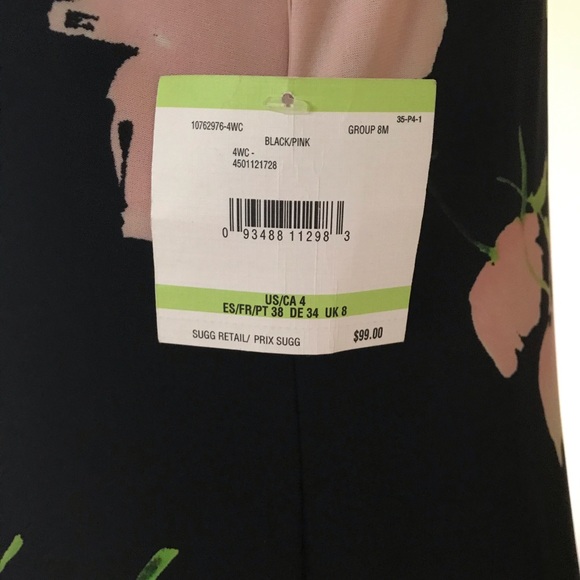 35-P4-1
10762976-4WC GROUP 8M
BLACK/PINK
4WC -
4501121728
0 93488 11298 3
US/CA 4
ES/FR/PT 38 DE 34 UK 8
SUGG RETAIL/ PRIX SUGG $99.00